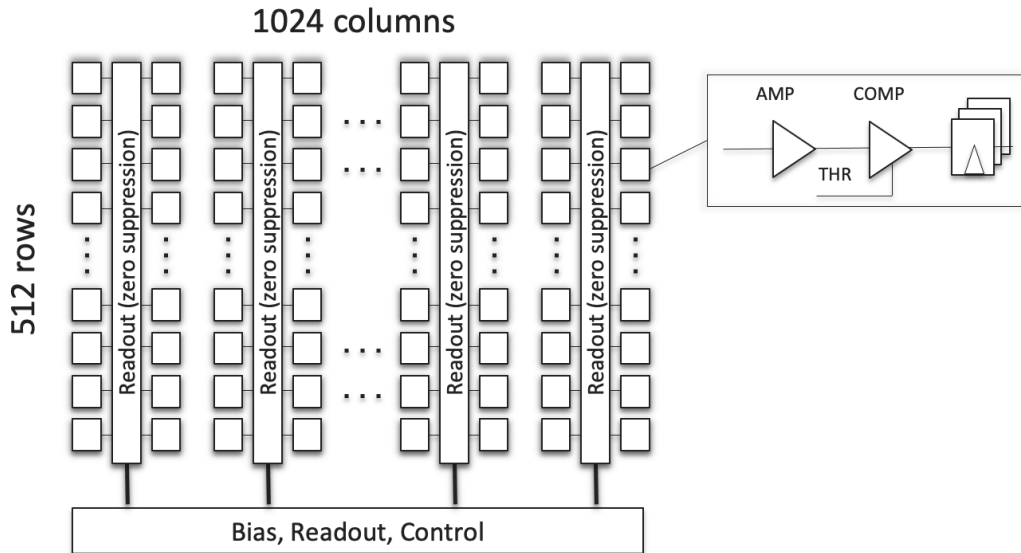 1024 columns
512 rows
Readout (zero suppression)
Readout (zero suppression)
Readout (zero suppression)
Readout (zero suppression)
AMP
COMP
THR
Bias, Readout, Control